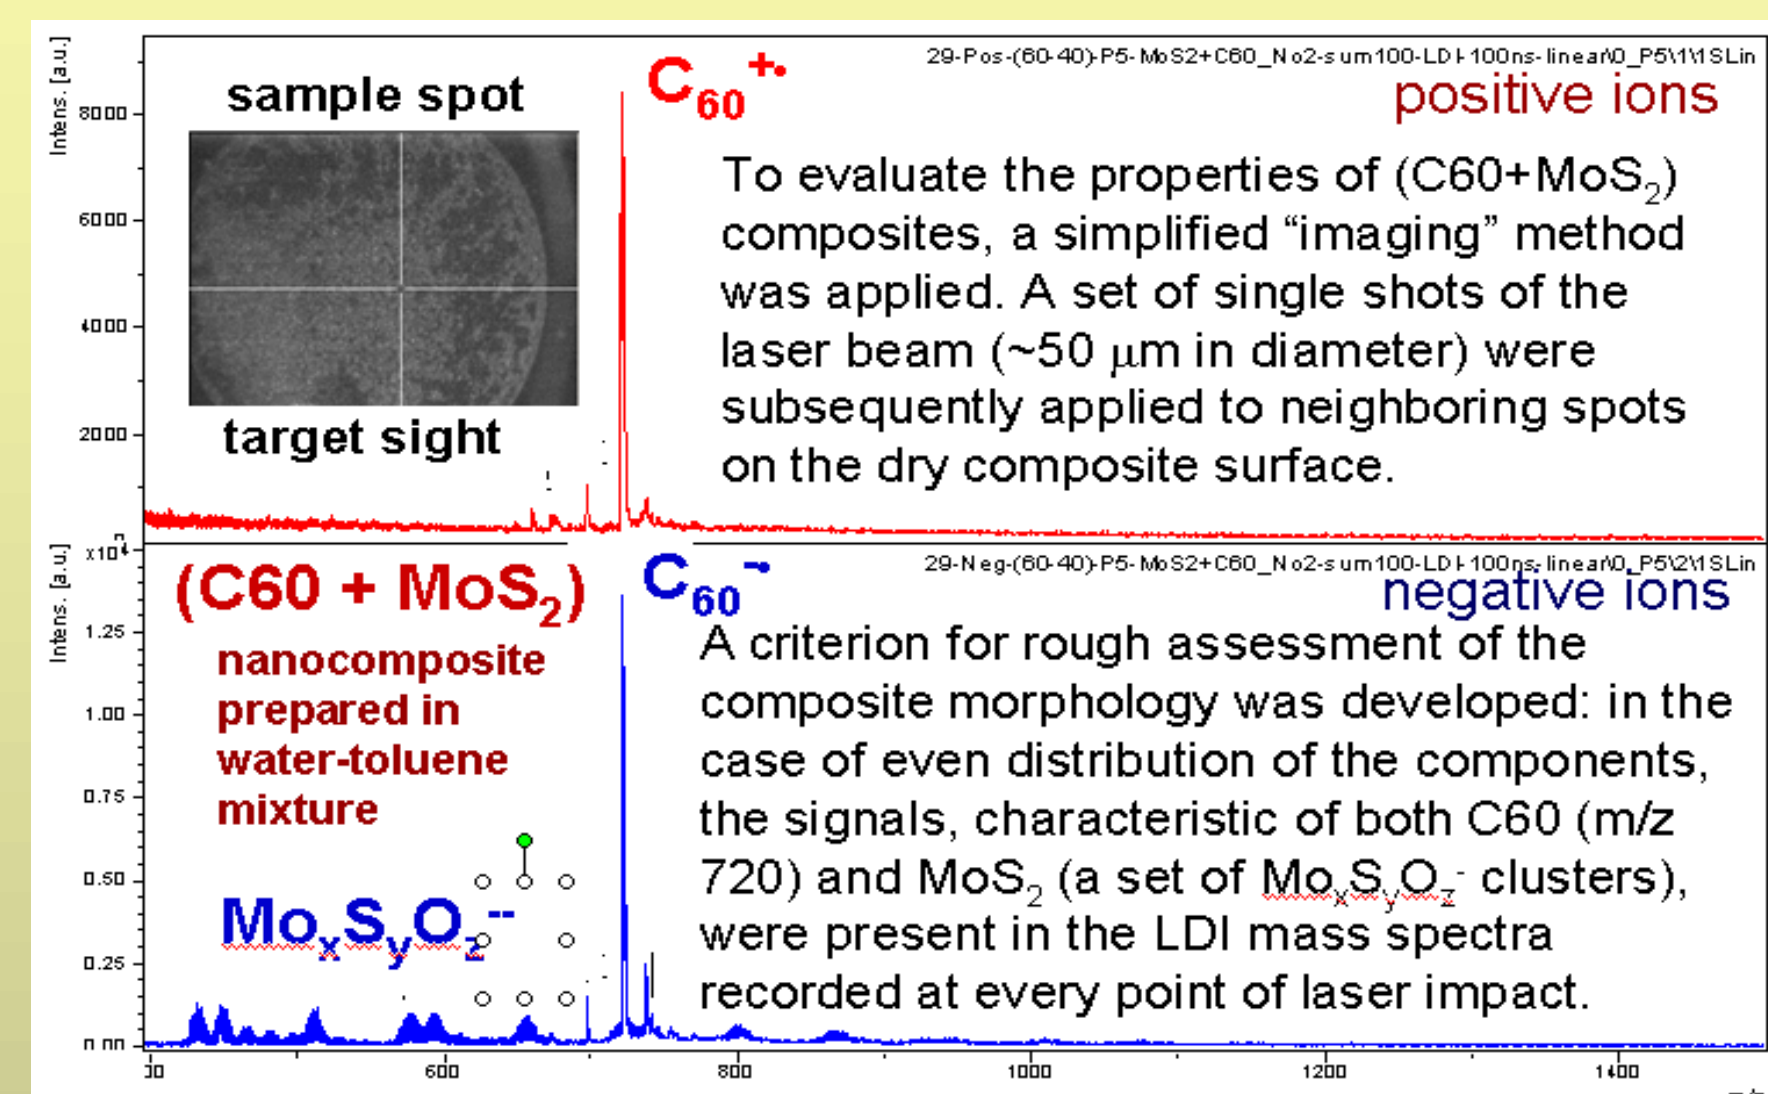 Intens. [a.u.]
8000
6000
4000
2000
sample spot
target sight
C60+•
29-Pos-(60-40)-P5-MoS2+C60_No2-sum100-LDI-100ns-linear\0_P5\1\1SLin
positive ions
To evaluate the properties of (C60+MoS2)
composites, a simplified “imaging” method
was applied. A set of single shots of the
laser beam (~50 μm in diameter) were
subsequently applied to neighboring spots
on the dry composite surface.
Intens. [a.u.]
1.25
1.00
0.75
0.50
0.25
0.00
(C60 + MoS2)
nanocomposite
prepared in
water-toluene
mixture
MoxSyOz--
C60-•
29-Neg-(60-40)-P5-MoS2+C60_No2-sum100-LDI-100ns-linear\0_P5\2\1SLin
negative ions
A criterion for rough assessment of the
composite morphology was developed: in the
case of even distribution of the components,
the signals, characteristic of both C60 (m/z
720) and MoS2 (a set of MoxSyOz- clusters),
were present in the LDI mass spectra
recorded at every point of laser impact.
600
800
1000
1200
1400